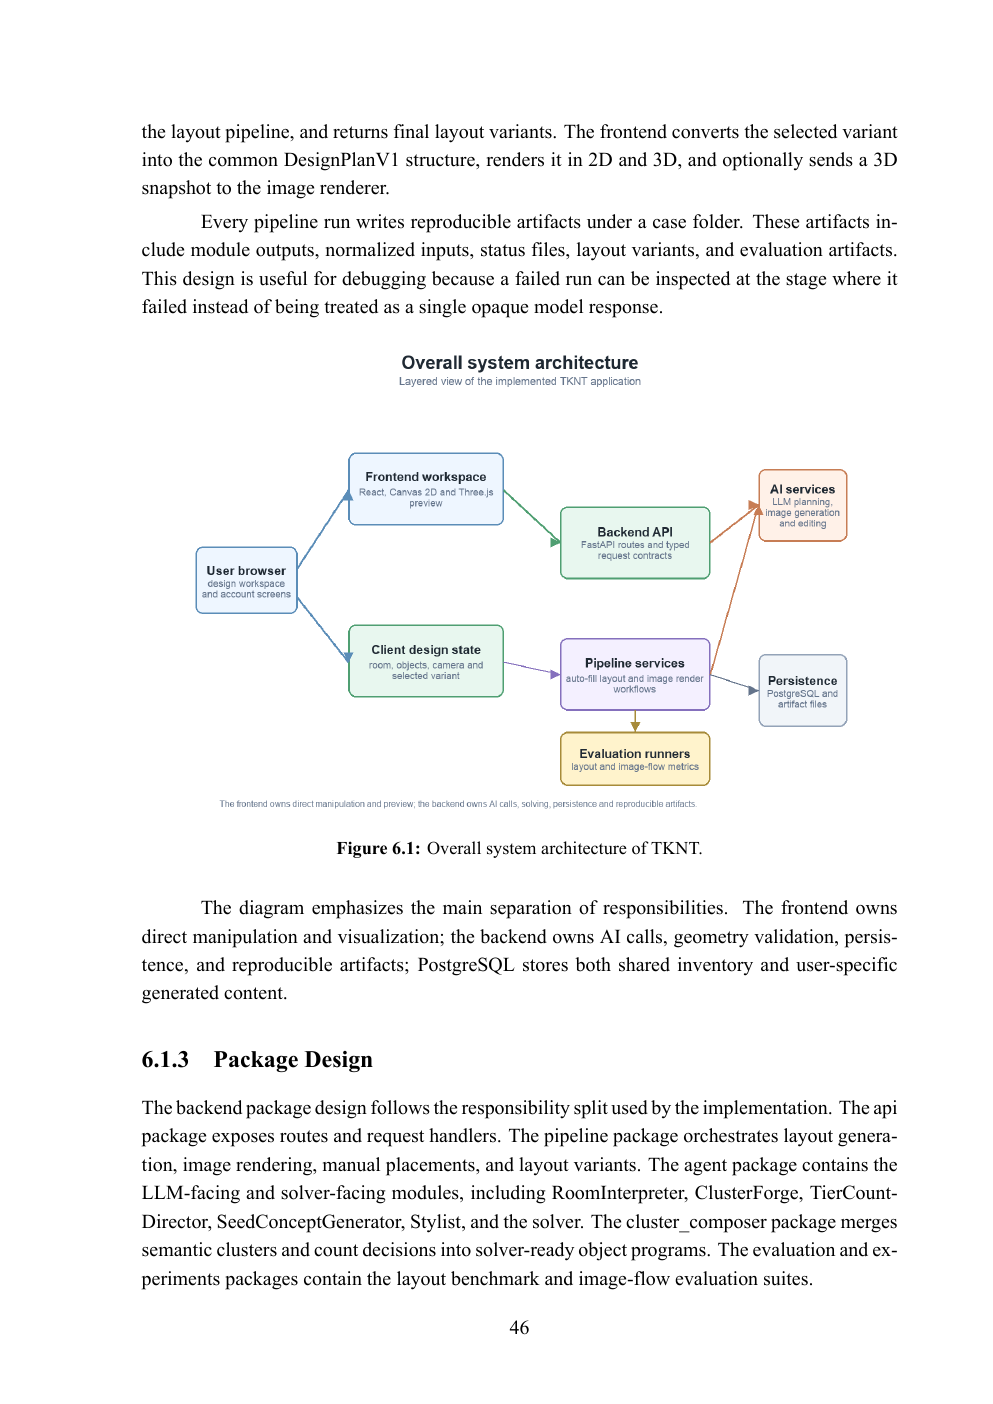 the layout pipeline, and returns final layout variants. The frontend converts the selected variant
into the common DesignPlanV1 structure, renders it in 2D and 3D, and optionally sends a 3D
snapshot to the image renderer.
Every pipeline run writes reproducible artifacts under a case folder. These artifacts in-
clude module outputs, normalized inputs, status files, layout variants, and evaluation artifacts.
This design is useful for debugging because a failed run can be inspected at the stage where it
failed instead of being treated as a single opaque model response.
Overall system architecture
Layered view of the implemented TKNT application
Frontend workspace
React, Canvas 2D and Three.js
preview
AI services
LLM planning,
image generation
and editing
Backend API
FastAPI routes and typed
request contracts
User browser
design workspace
and account screens
Client design state
room, objects, camera and
selected variant
Pipeline services
auto-fill layout and image render
workflows
Persistence
PostgreSQL and
artifact files
Evaluation runners
layout and image-flow metrics
The frontend owns direct manipulation and preview; the backend owns AI calls, solving, persistence and reproducible artifacts.
Figure 6.1: Overall system architecture of TKNT.
The diagram emphasizes the main separation of responsibilities. The frontend owns
direct manipulation and visualization; the backend owns AI calls, geometry validation, persis-
tence, and reproducible artifacts; PostgreSQL stores both shared inventory and user-specific
generated content.
6.1.3 Package Design
The backend package design follows the responsibility split used by the implementation. The api
package exposes routes and request handlers. The pipeline package orchestrates layout genera-
tion, image rendering, manual placements, and layout variants. The agent package contains the
LLM-facing and solver-facing modules, including RoomInterpreter, ClusterForge, TierCount-
Director, SeedConceptGenerator, Stylist, and the solver. The cluster_composer package merges
semantic clusters and count decisions into solver-ready object programs. The evaluation and ex-
periments packages contain the layout benchmark and image-flow evaluation suites.
46